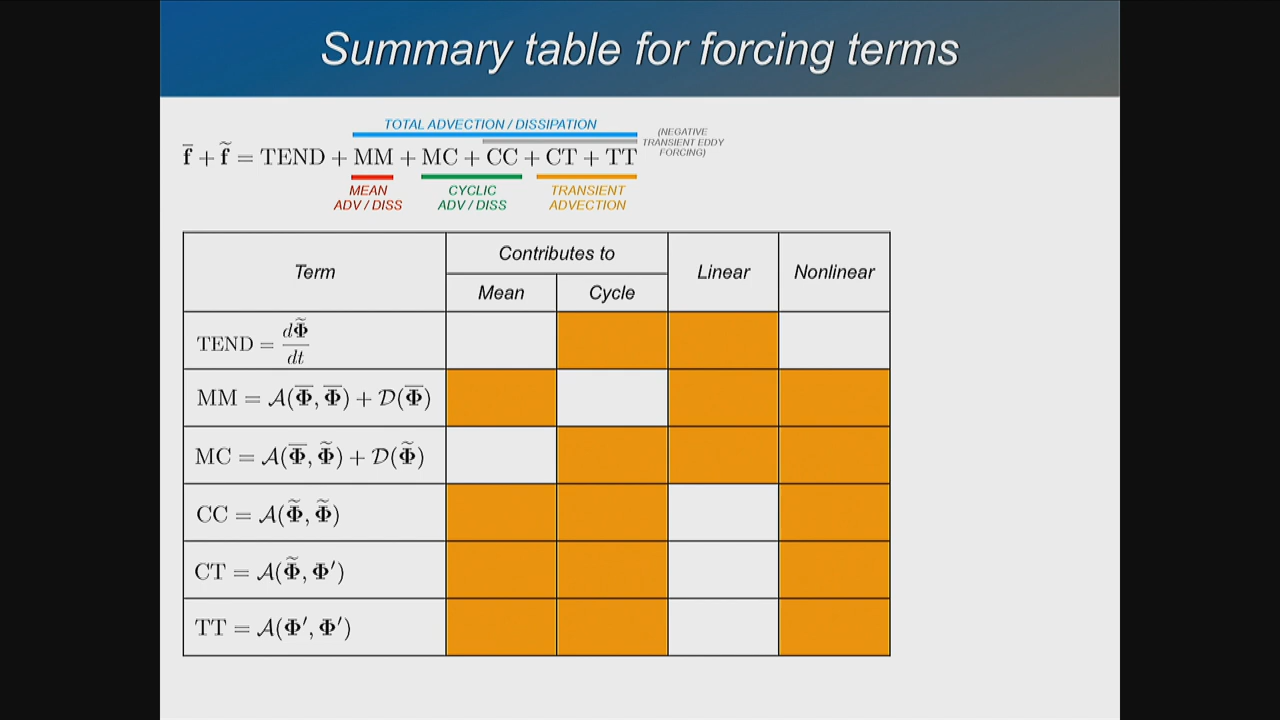 Summary table for forcing terms
TOTAL ADVECTION / DISSIPATION
(NEGATIVE
TRANSIENT EDDY
FORCING)
f̅ + f̃ = TEND + MM + MC + CC + CT + TT
MEAN
ADV / DISS
CYCLIC
ADV / DISS
TRANSIENT
ADVECTION
Term
Contributes to
Mean
Cycle
Linear
Nonlinear
TEND = dΦ̃/dt
MM = 𝒜(Φ̅, Φ̅) + 𝒟(Φ̅)
MC = 𝒜(Φ̅, Φ̃) + 𝒟(Φ̃)
CC = 𝒜(Φ̃, Φ̃)
CT = 𝒜(Φ̃, Φ′)
TT = 𝒜(Φ′, Φ′)